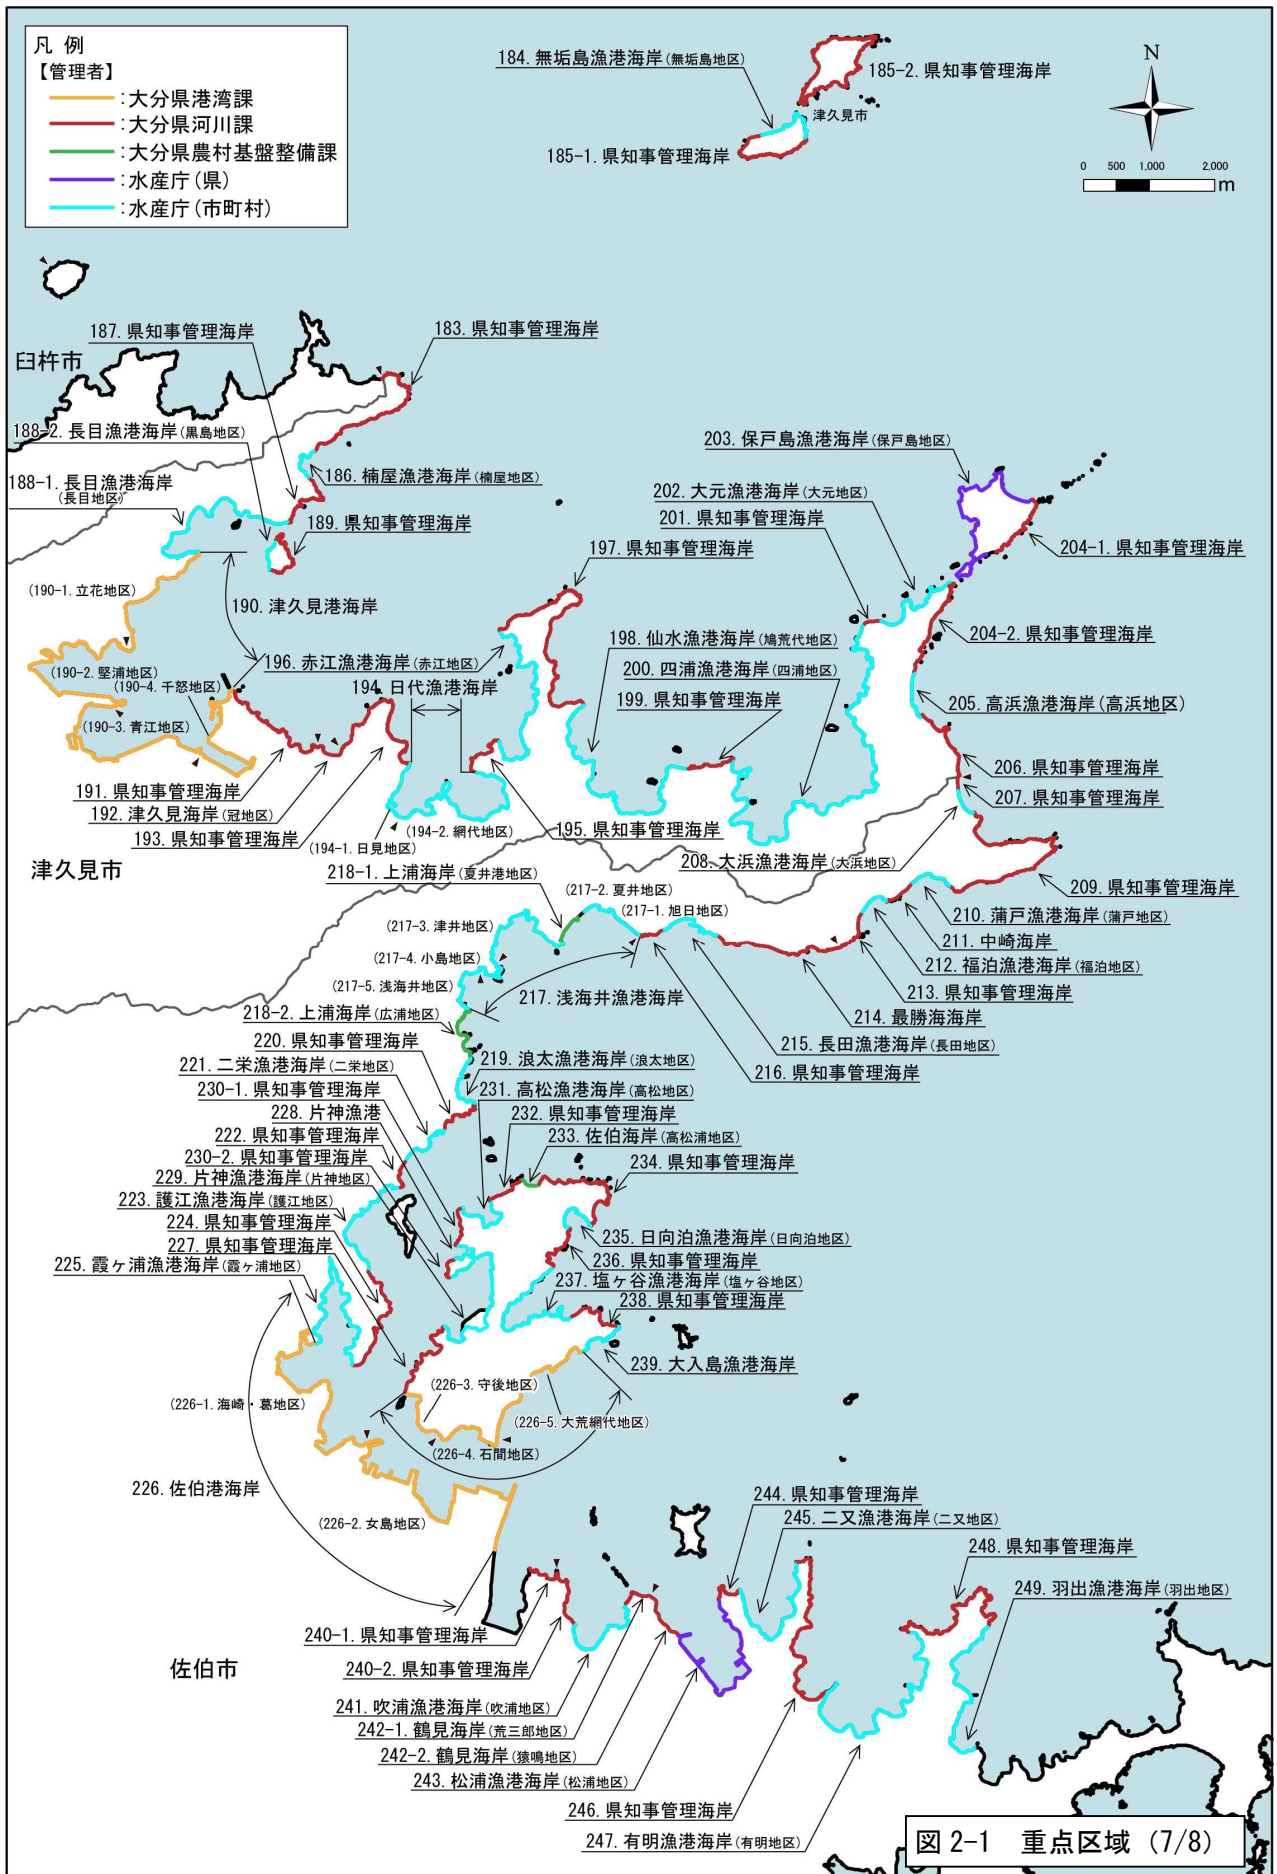 凡 例
【管理者】
:大分県港湾課
:大分県河川課
:大分県農村基盤整備課
:水産庁(県)
:水産庁(市町村)
184. 無垢島漁港海岸(無垢島地区)
185-2. 県知事管理海岸
津久見市
185-1. 県知事管理海岸
N
0 500 1,000 2,000
m
187. 県知事管理海岸
183. 県知事管理海岸
臼杵市
188-2. 長目漁港海岸(黒島地区)
203. 保戸島漁港海岸(保戸島地区)
188-1. 長目漁港海岸
(長目地区)
186. 楠屋漁港海岸(楠屋地区)
202. 大元漁港海岸(大元地区)
201. 県知事管理海岸
189. 県知事管理海岸
197. 県知事管理海岸
204-1. 県知事管理海岸
(190-1. 立花地区)
190. 津久見港海岸
198. 仙水漁港海岸(鳩荒代地区)
204-2. 県知事管理海岸
196. 赤江漁港海岸(赤江地区)
200. 四浦漁港海岸(四浦地区)
(190-2. 堅浦地区)
(190-4. 千怒地区)
194. 日代漁港海岸
199. 県知事管理海岸
205. 高浜漁港海岸(高浜地区)
(190-3. 青江地区)
206. 県知事管理海岸
191. 県知事管理海岸
207. 県知事管理海岸
192. 津久見海岸(冠地区)
(194-2. 網代地区)
195. 県知事管理海岸
193. 県知事管理海岸
(194-1. 日見地区)
208. 大浜漁港海岸(大浜地区)
津久見市
218-1. 上浦海岸(夏井港地区)
(217-2. 夏井地区)
209. 県知事管理海岸
(217-1. 旭日地区)
210. 蒲戸漁港海岸(蒲戸地区)
(217-3. 津井地区)
211. 中崎海岸
(217-4. 小島地区)
212. 福泊漁港海岸(福泊地区)
(217-5. 浅海井地区)
217. 浅海井漁港海岸
213. 県知事管理海岸
218-2. 上浦海岸(広浦地区)
214. 最勝海海岸
220. 県知事管理海岸
215. 長田漁港海岸(長田地区)
221. 二栄漁港海岸(二栄地区)
219. 浪太漁港海岸(浪太地区)
216. 県知事管理海岸
230-1. 県知事管理海岸
231. 高松漁港海岸(高松地区)
228. 片神漁港
232. 県知事管理海岸
222. 県知事管理海岸
233. 佐伯海岸(高松浦地区)
230-2. 県知事管理海岸
234. 県知事管理海岸
229. 片神漁港海岸(片神地区)
223. 護江漁港海岸(護江地区)
224. 県知事管理海岸
235. 日向泊漁港海岸(日向泊地区)
227. 県知事管理海岸
236. 県知事管理海岸
225. 霞ヶ浦漁港海岸(霞ヶ浦地区)
237. 塩ヶ谷漁港海岸(塩ヶ谷地区)
238. 県知事管理海岸
239. 大入島漁港海岸
(226-3. 守後地区)
(226-1. 海崎・葛地区)
(226-5. 大荒網代地区)
(226-4. 石間地区)
226. 佐伯港海岸
(226-2. 女島地区)
244. 県知事管理海岸
245. 二又漁港海岸(二又地区)
248. 県知事管理海岸
249. 羽出漁港海岸(羽出地区)
240-1. 県知事管理海岸
佐伯市
240-2. 県知事管理海岸
241. 吹浦漁港海岸(吹浦地区)
242-1. 鶴見海岸(荒三郎地区)
242-2. 鶴見海岸(猿鳴地区)
243. 松浦漁港海岸(松浦地区)
246. 県知事管理海岸
247. 有明漁港海岸(有明地区)
図 2-1 重点区域 (7/8)